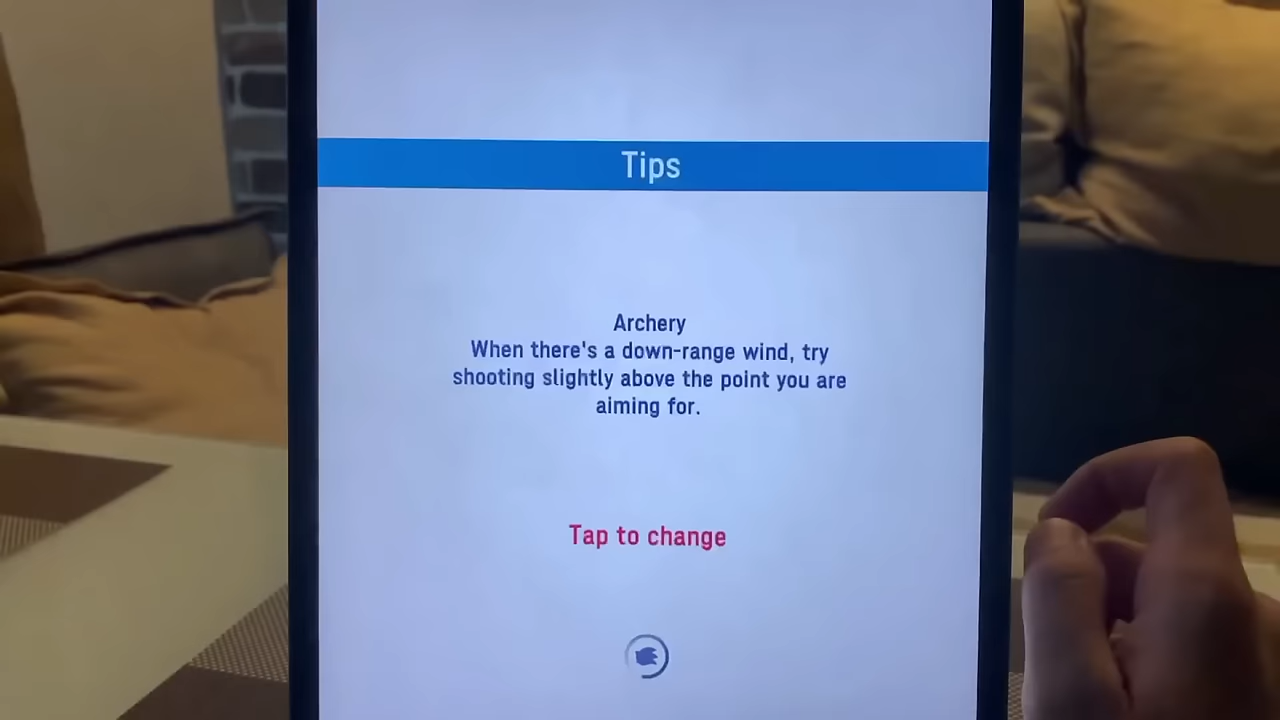 Tips
Archery
When there's a down-range wind, try
shooting slightly above the point you are
aiming for.
Tap to change